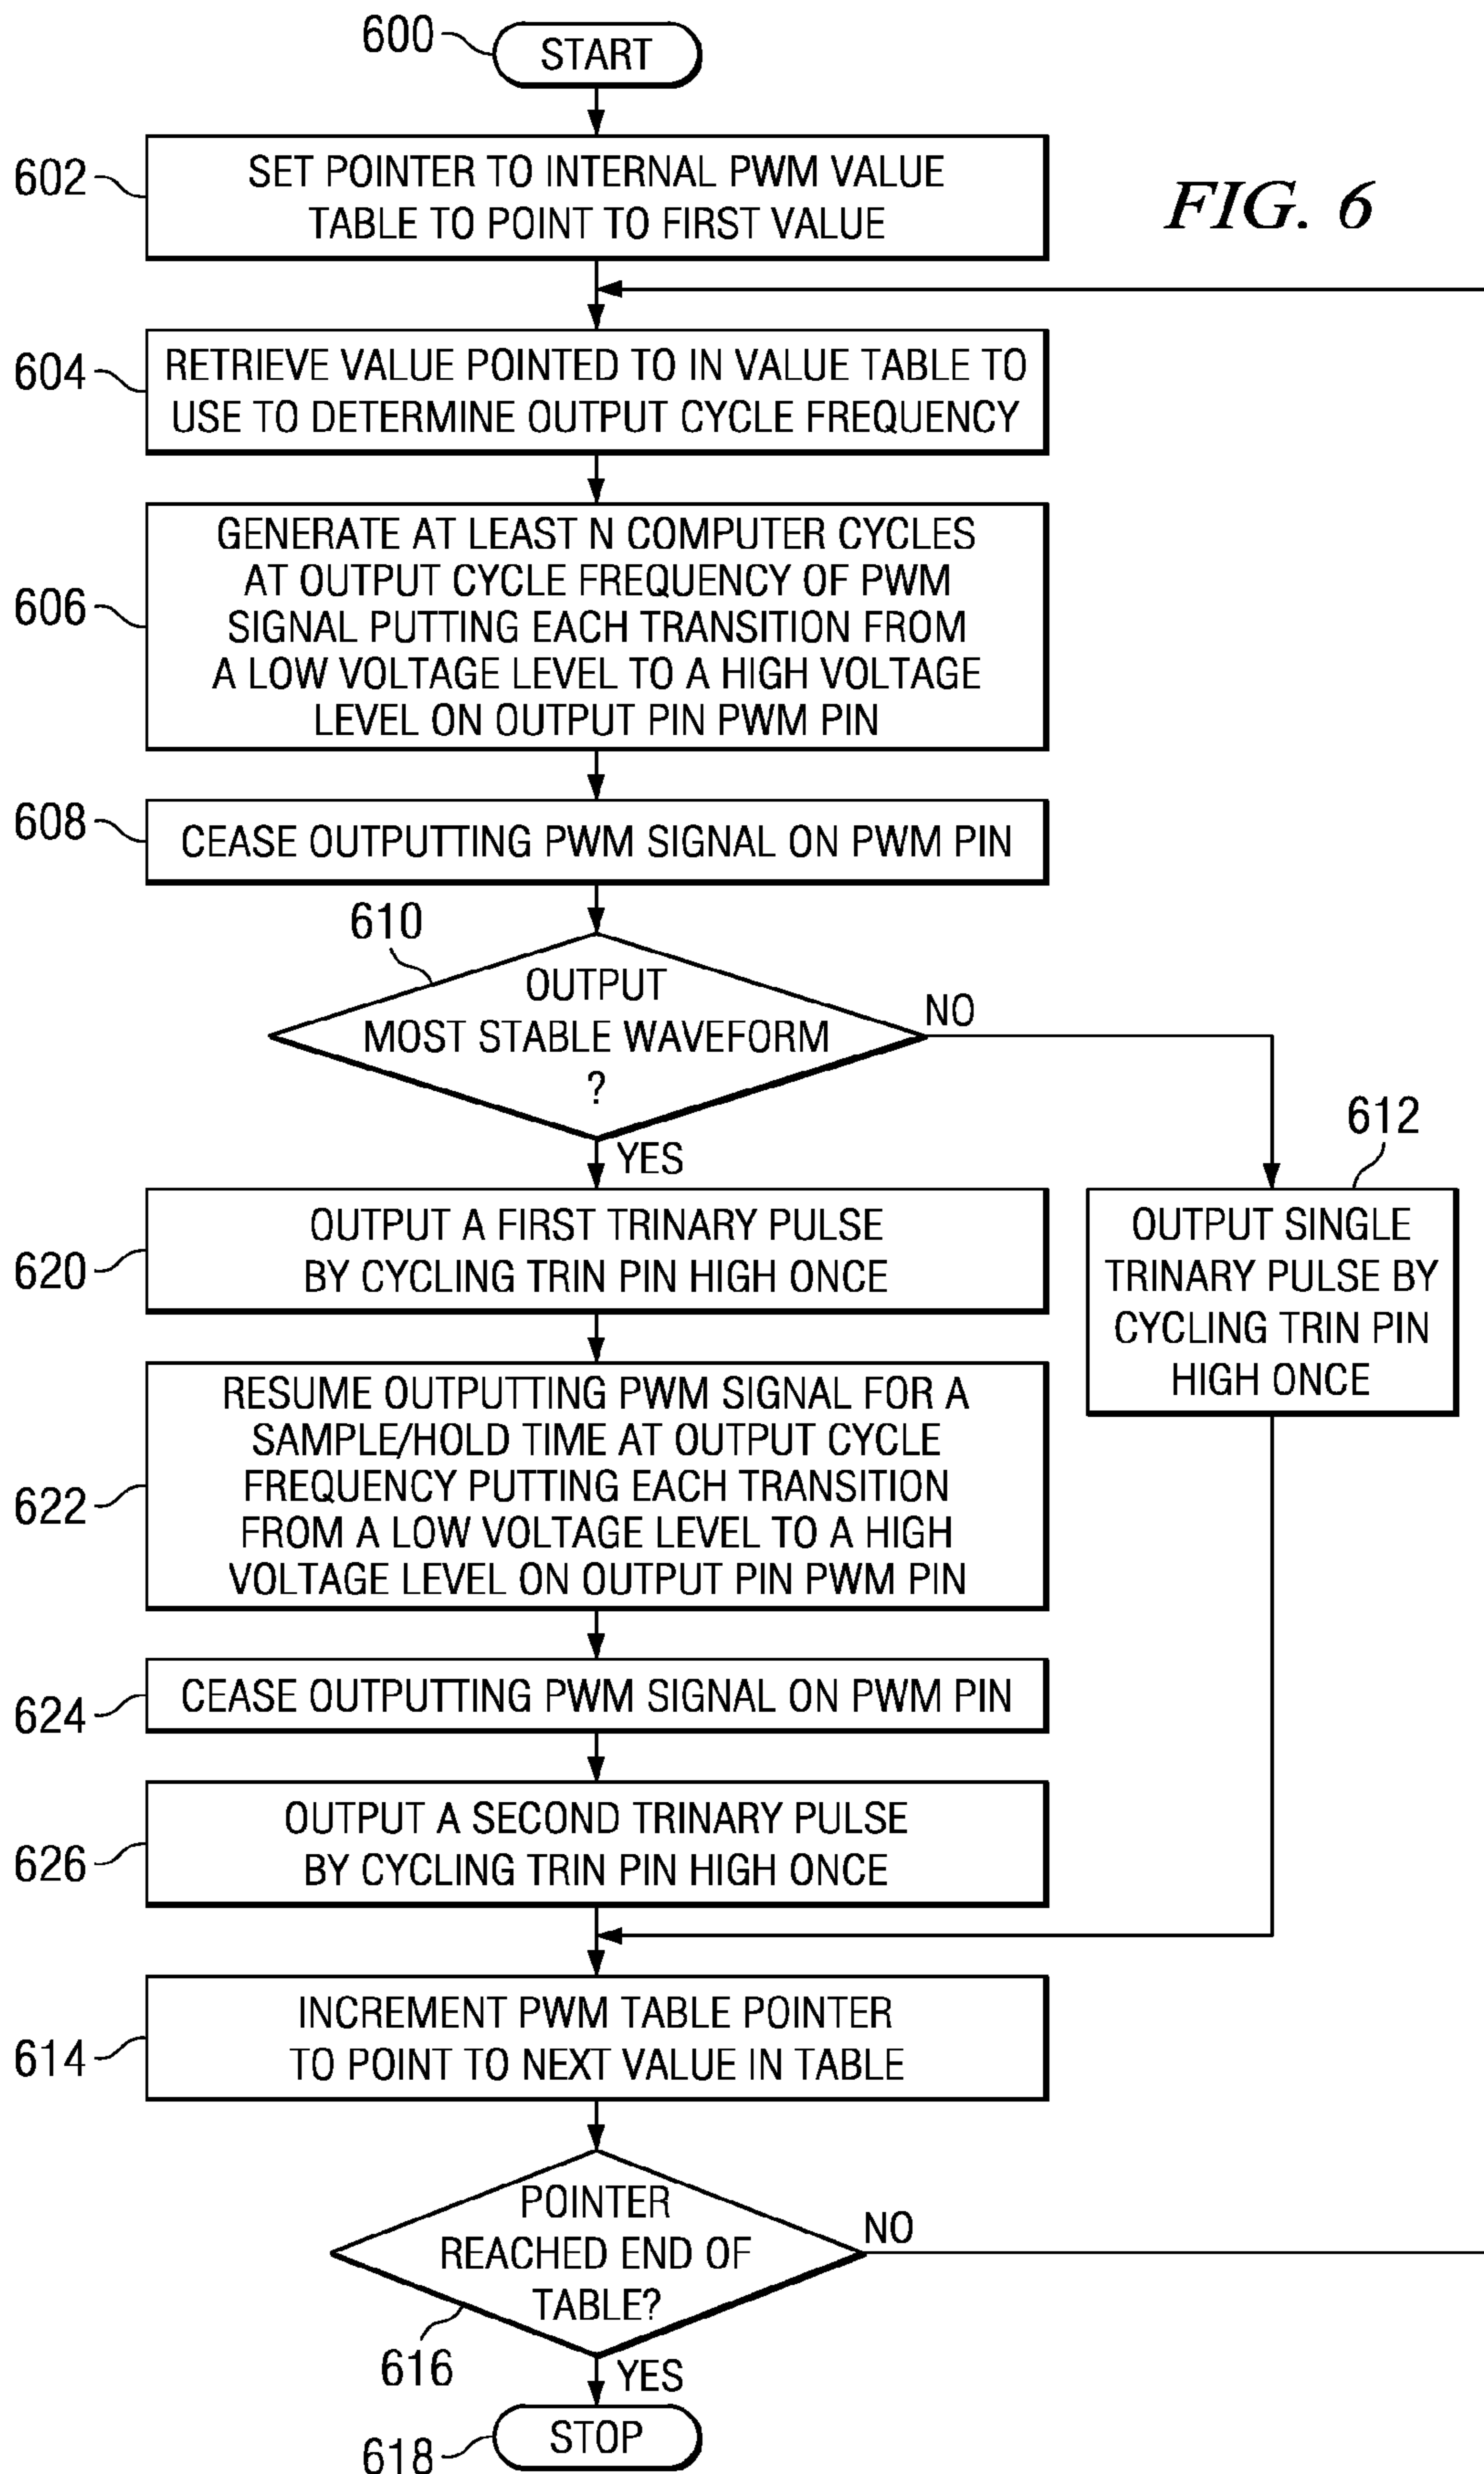 600
START
602
SET POINTER TO INTERNAL PWM VALUE
TABLE TO POINT TO FIRST VALUE
FIG. 6
604
RETRIEVE VALUE POINTED TO IN VALUE TABLE TO
USE TO DETERMINE OUTPUT CYCLE FREQUENCY
606
GENERATE AT LEAST N COMPUTER CYCLES
AT OUTPUT CYCLE FREQUENCY OF PWM
SIGNAL PUTTING EACH TRANSITION FROM
A LOW VOLTAGE LEVEL TO A HIGH VOLTAGE
LEVEL ON OUTPUT PIN PWM PIN
608
CEASE OUTPUTTING PWM SIGNAL ON PWM PIN
610
OUTPUT
MOST STABLE WAVEFORM
?
NO
YES
612
OUTPUT SINGLE
TRINARY PULSE BY
CYCLING TRIN PIN
HIGH ONCE
620
OUTPUT A FIRST TRINARY PULSE
BY CYCLING TRIN PIN HIGH ONCE
622
RESUME OUTPUTTING PWM SIGNAL FOR A
SAMPLE/HOLD TIME AT OUTPUT CYCLE
FREQUENCY PUTTING EACH TRANSITION
FROM A LOW VOLTAGE LEVEL TO A HIGH
VOLTAGE LEVEL ON OUTPUT PIN PWM PIN
624
CEASE OUTPUTTING PWM SIGNAL ON PWM PIN
626
OUTPUT A SECOND TRINARY PULSE
BY CYCLING TRIN PIN HIGH ONCE
614
INCREMENT PWM TABLE POINTER
TO POINT TO NEXT VALUE IN TABLE
POINTER
REACHED END OF
TABLE?
NO
616
YES
618
STOP